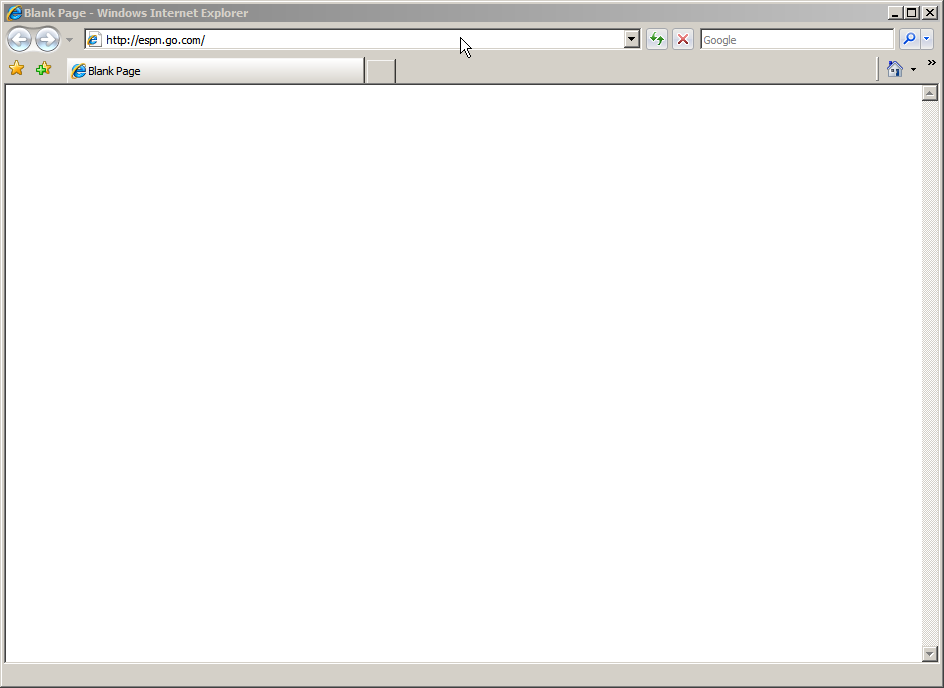 Blank Page - Windows Internet Explorer
http://espn.go.com/
Google
Blank Page